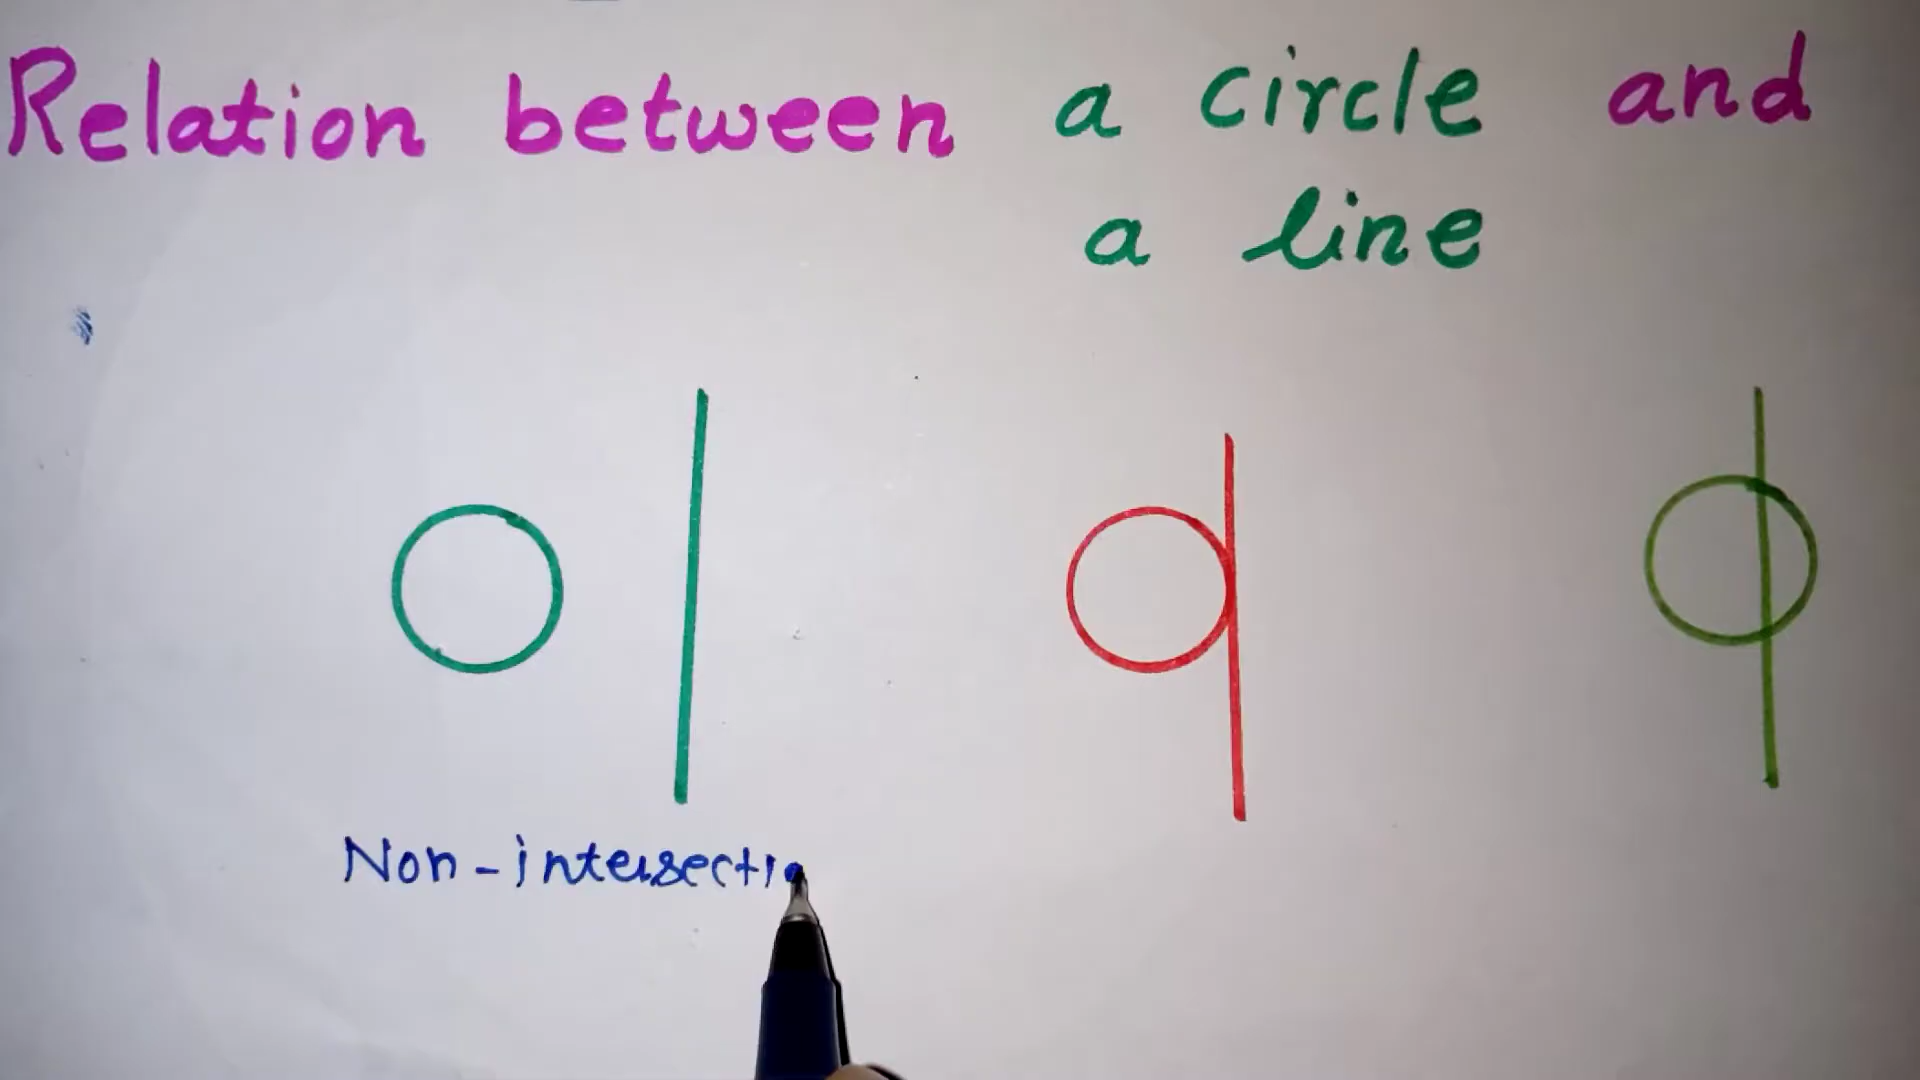 Relation between a circle and
a line
Non-intersectio